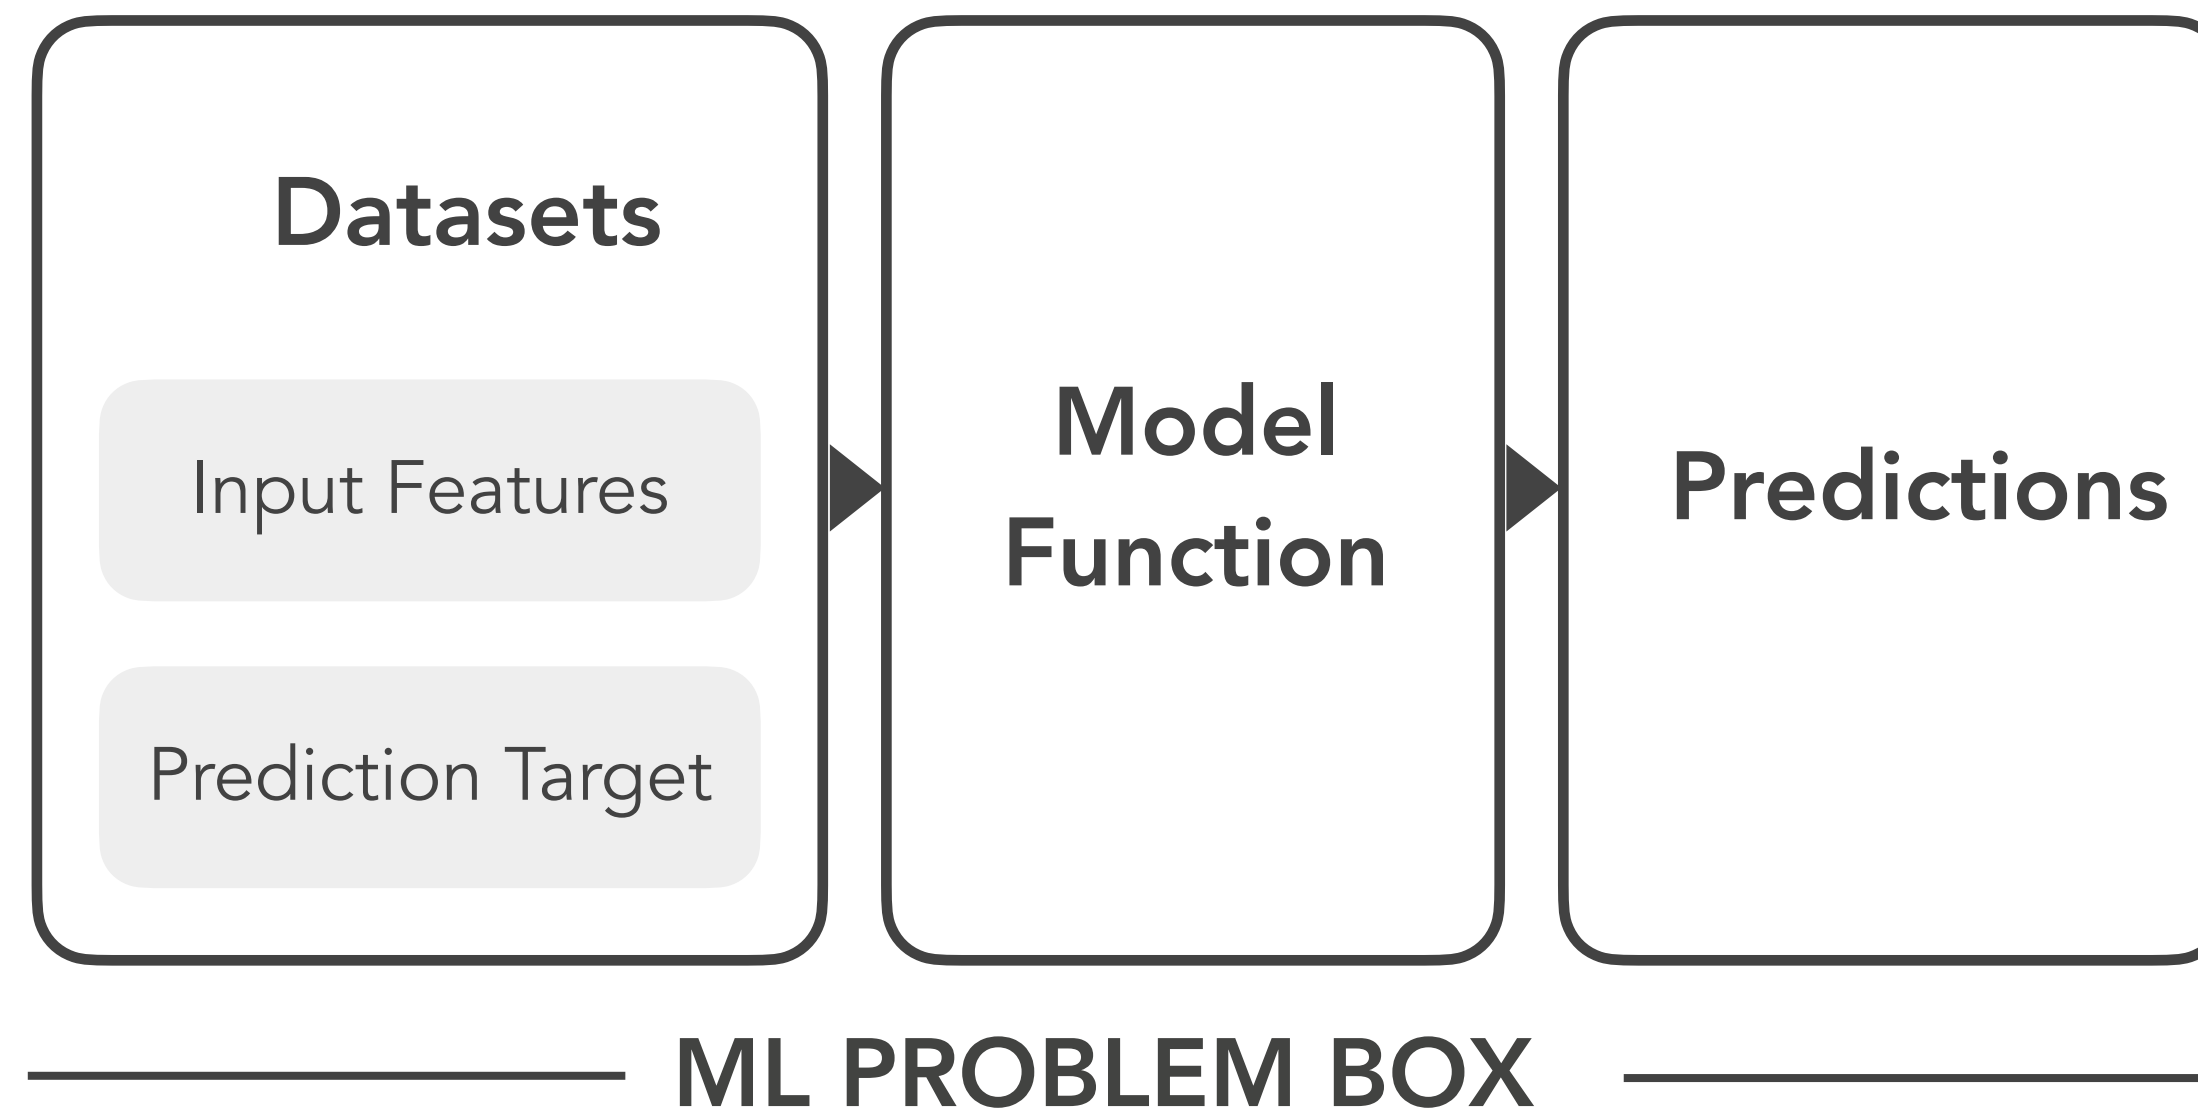 Datasets
Input Features
Prediction Target
Model
Function
Predictions
ML PROBLEM BOX